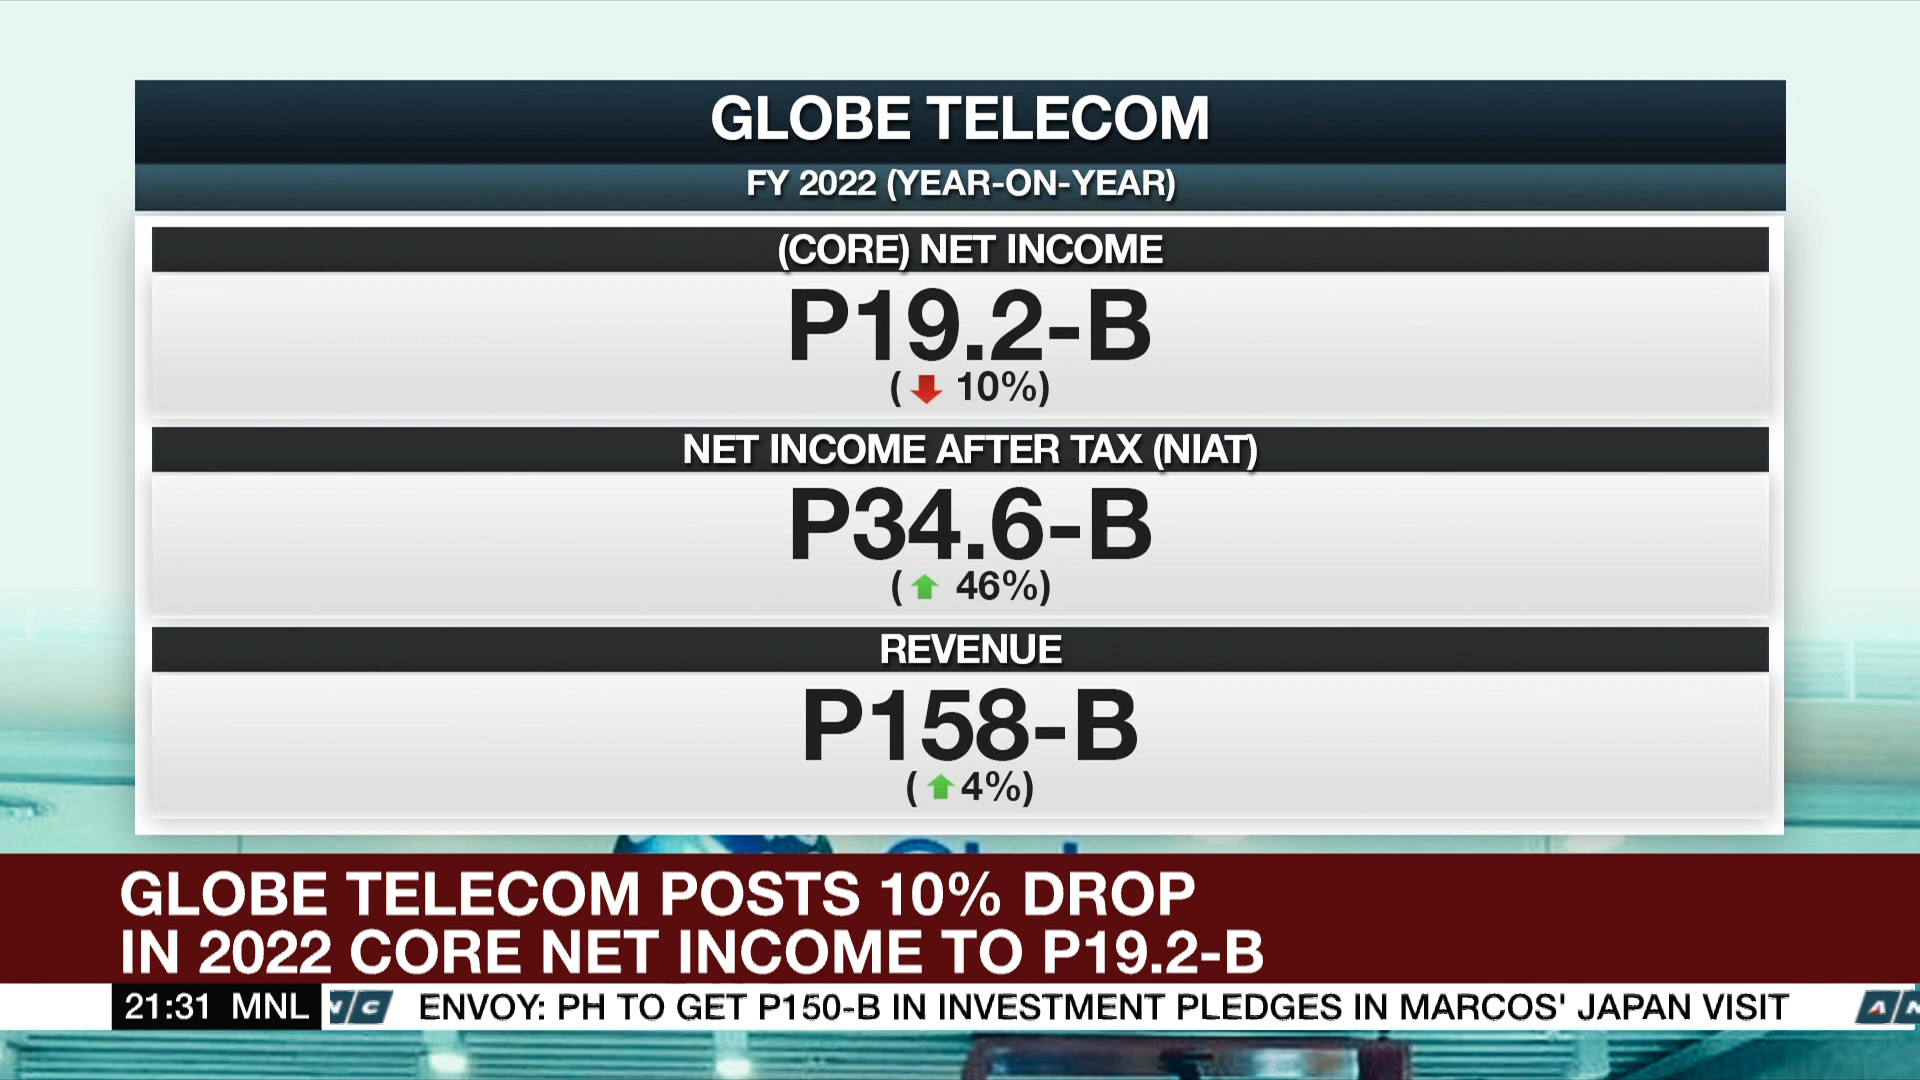 GLOBE TELECOM
FY 2022 (YEAR-ON-YEAR)
(CORE) NET INCOME
P19.2-B
( 10%)
NET INCOME AFTER TAX (NIAT)
P34.6-B
( 46%)
REVENUE
P158-B
( 4%)
GLOBE TELECOM POSTS 10% DROP
IN 2022 CORE NET INCOME TO P19.2-B
21:31 MNL
ENVOY: PH TO GET P150-B IN INVESTMENT PLEDGES IN MARCOS' JAPAN VISIT